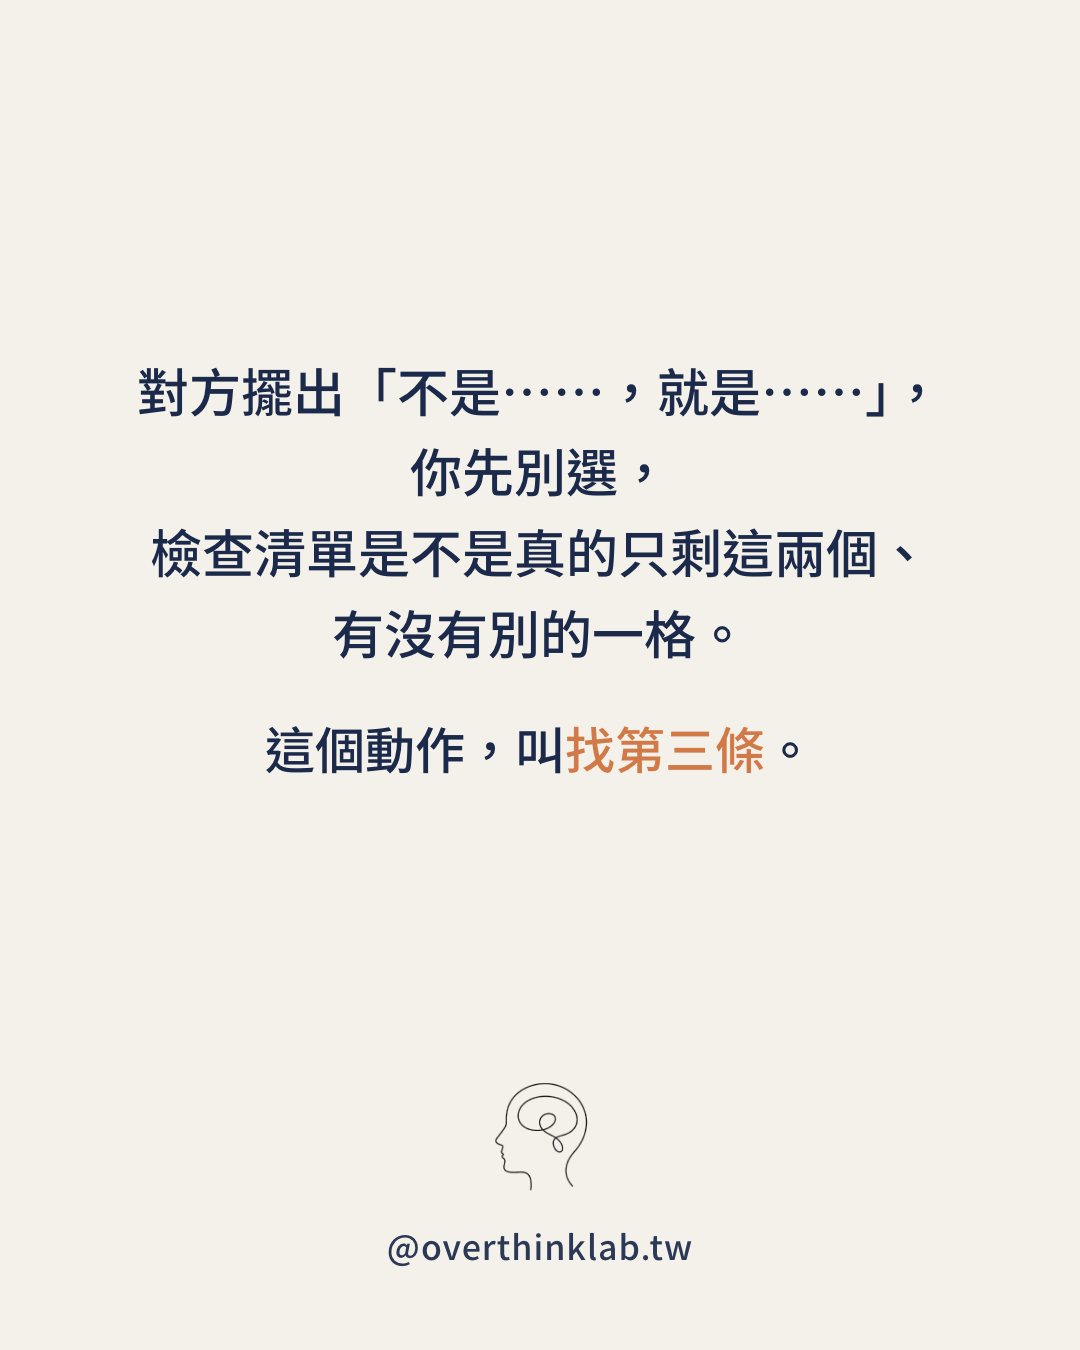 對方擺出「不是……，就是……」，
你先別選，
檢查清單是不是真的只剩這兩個、
有沒有別的一格。
這個動作，叫找第三條。
@overthinklab.tw